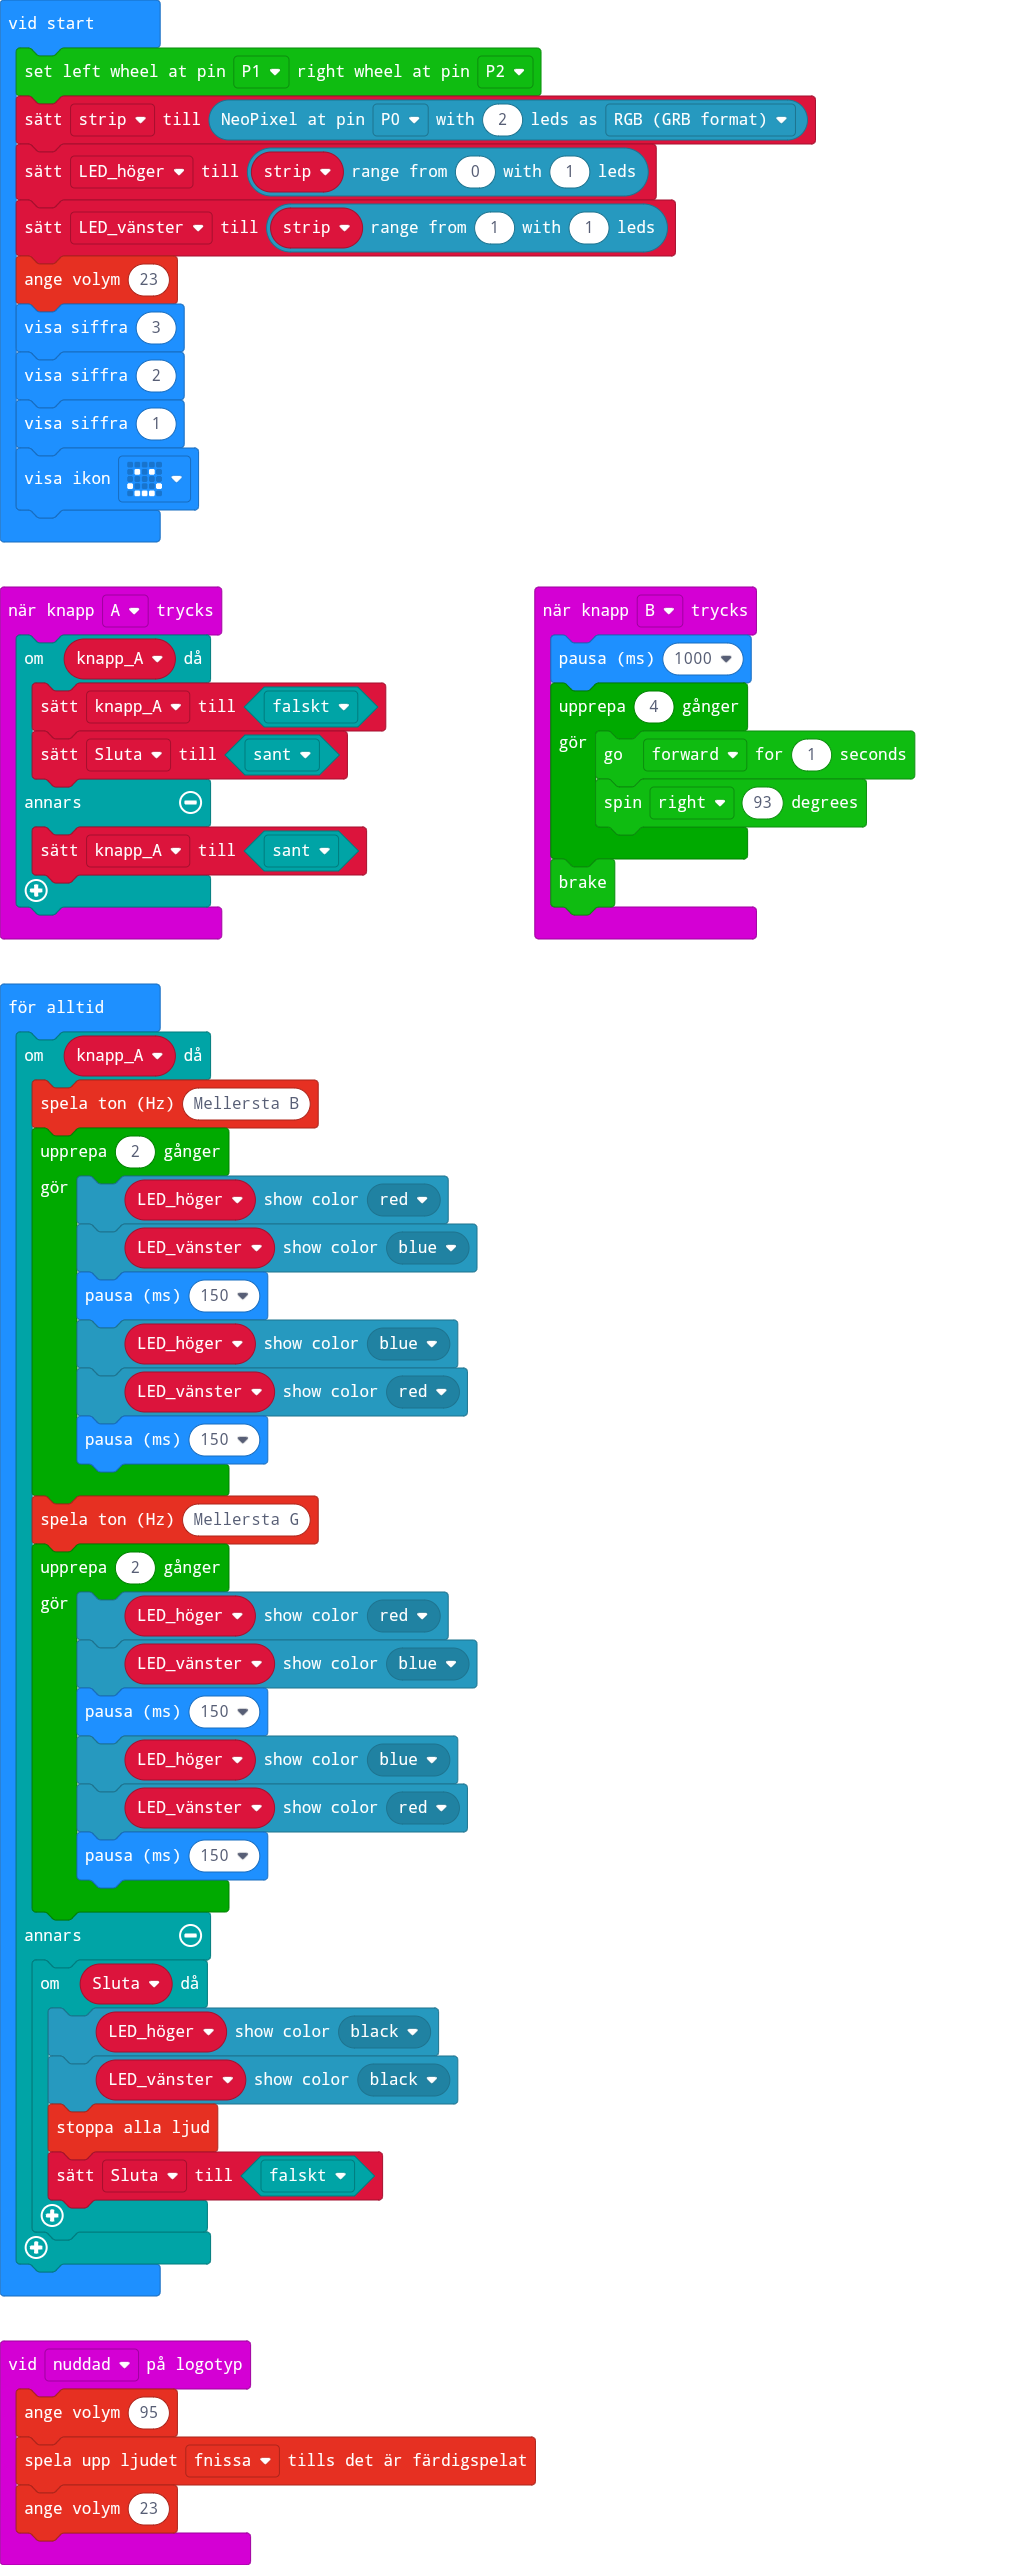 vid start
set left wheel at pin P1 right wheel at pin P2
sätt strip till NeoPixel at pin P0 with 2 leds as RGB (GRB format)
sätt LED_höger till strip range from 0 with 1 leds
sätt LED_vänster till strip range from 1 with 1 leds
ange volym 23
visa siffra 3
visa siffra 2
visa siffra 1
visa ikon
när knapp A trycks
om knapp_A då
sätt knapp_A till falskt
sätt Sluta till sant
annars
sätt knapp_A till sant
när knapp B trycks
pausa (ms) 1000
upprepa 4 gånger
gör go forward for 1 seconds
spin right 93 degrees
brake
för alltid
om knapp_A då
spela ton (Hz) Mellersta B
upprepa 2 gånger
gör LED_höger show color red
LED_vänster show color blue
pausa (ms) 150
LED_höger show color blue
LED_vänster show color red
pausa (ms) 150
spela ton (Hz) Mellersta G
upprepa 2 gånger
gör LED_höger show color red
LED_vänster show color blue
pausa (ms) 150
LED_höger show color blue
LED_vänster show color red
pausa (ms) 150
annars
om Sluta då
LED_höger show color black
LED_vänster show color black
stoppa alla ljud
sätt Sluta till falskt
vid nuddad på logotyp
ange volym 95
spela upp ljudet fnissa tills det är färdigspelat
ange volym 23